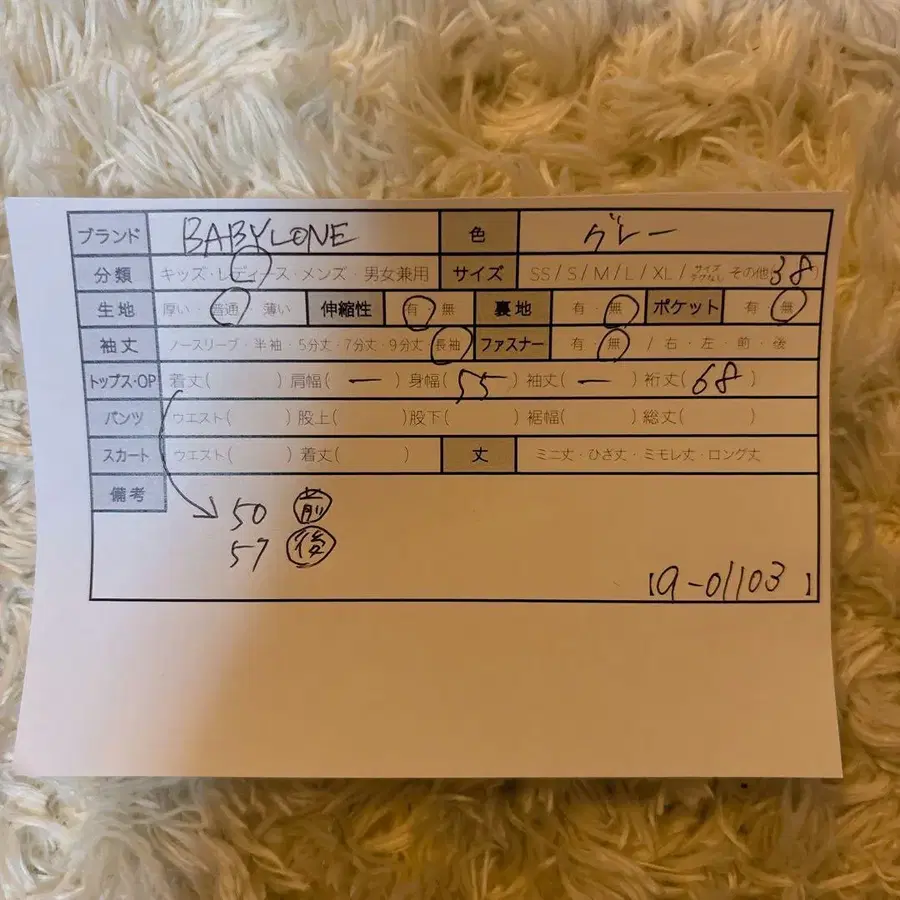 ブランド BABYLONE 色 グレー
分類 キッズ・レディース・メンズ・男女兼用 サイズ SS / S / M / L / XL / サイズタグなし その他(38)
生地 厚い・普通・薄い 伸縮性 有・無 裏地 有・無 ポケット 有・無
袖丈 ノースリーブ・半袖・5分丈・7分丈・9分丈・長袖 ファスナー 有・無 / 右・左・前・後
トップス・OP 着丈( ) 肩幅( ー ) 身幅( 55 ) 袖丈( ー ) 裄丈( 68 )
パンツ ウエスト( ) 股上( ) 股下( ) 裾幅( ) 総丈( )
スカート ウエスト( ) 着丈( ) 丈 ミニ丈・ひざ丈・ミモレ丈・ロング丈
備考
50 前
57 後
【a-01103 】